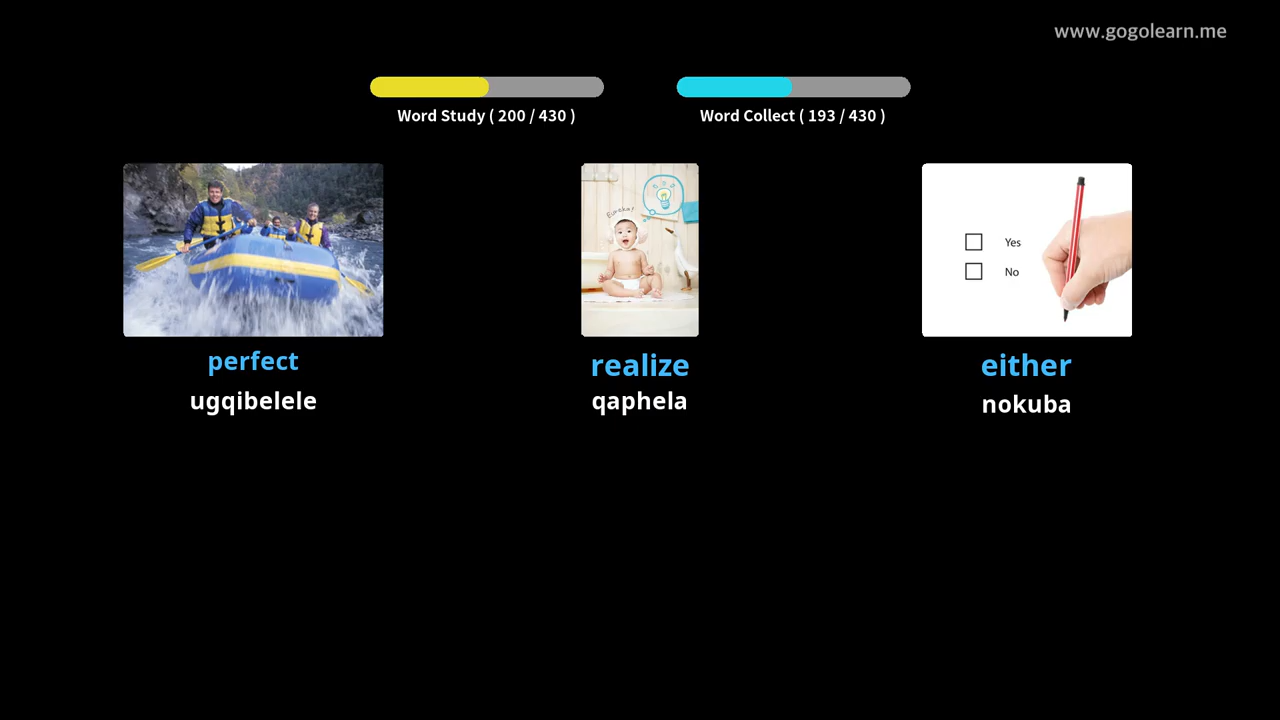 www.gogolearn.me
Word Study ( 200 / 430 )
Word Collect ( 193 / 430 )
Eureka!
Yes
No
perfect
realize
either
ugqibelele
qaphela
nokuba